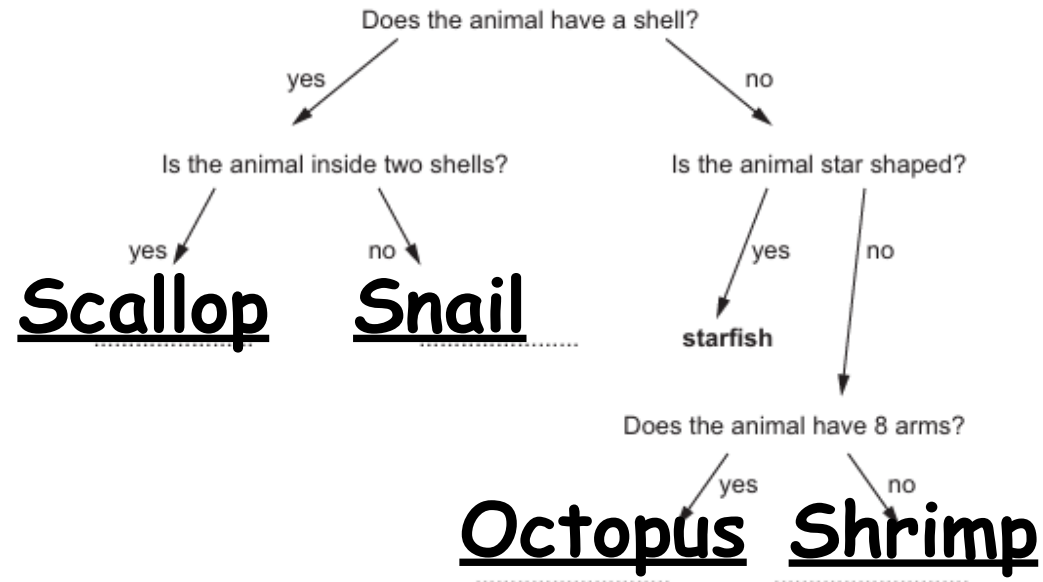 Does the animal have a shell?
yes
no
Is the animal inside two shells?
Is the animal star shaped?
yes
no
yes
no
Scallop
Snail
starfish
Does the animal have 8 arms?
yes
no
Octopus
Shrimp